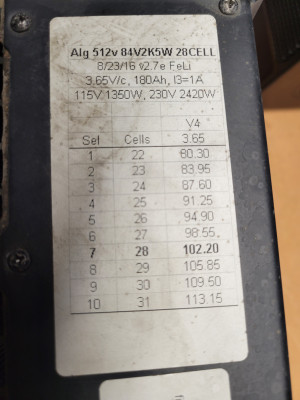 Alg 512v 84V2K5W 28CELL
8/23/16 v2.7e FeLi
3.65V/c, 180Ah, I3=1A
115V 1350W, 230V 2420W
V4
Sel Cells 3.65
1 22 80.30
2 23 83.95
3 24 87.60
4 25 91.25
5 26 94.90
6 27 98.55
7 28 102.20
8 29 105.85
9 30 109.50
10 31 113.15